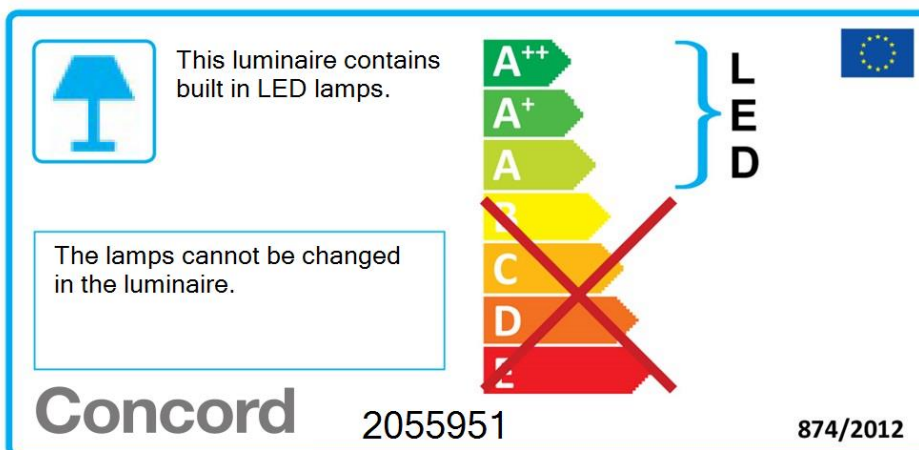 This luminaire contains
built in LED lamps.
The lamps cannot be changed
in the luminaire.
A++
A+
A
B
C
D
E
L
E
D
Concord
2055951
874/2012